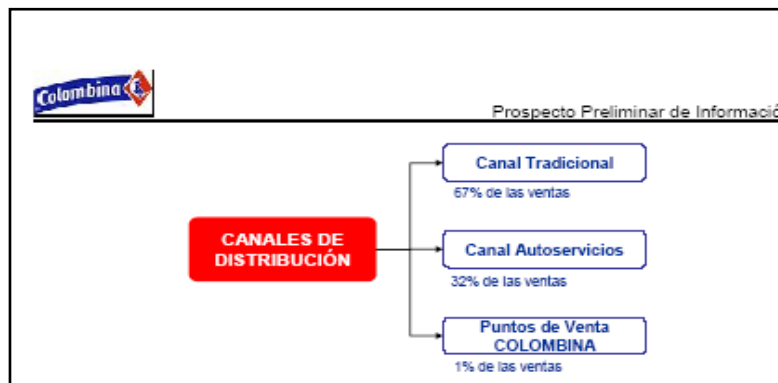 Colombina
Prospecto Preliminar de Informació
Canal Tradicional
67% de las ventas
CANALES DE
DISTRIBUCIÓN
Canal Autoservicios
32% de las ventas
Puntos de Venta
COLOMBINA
1% de las ventas